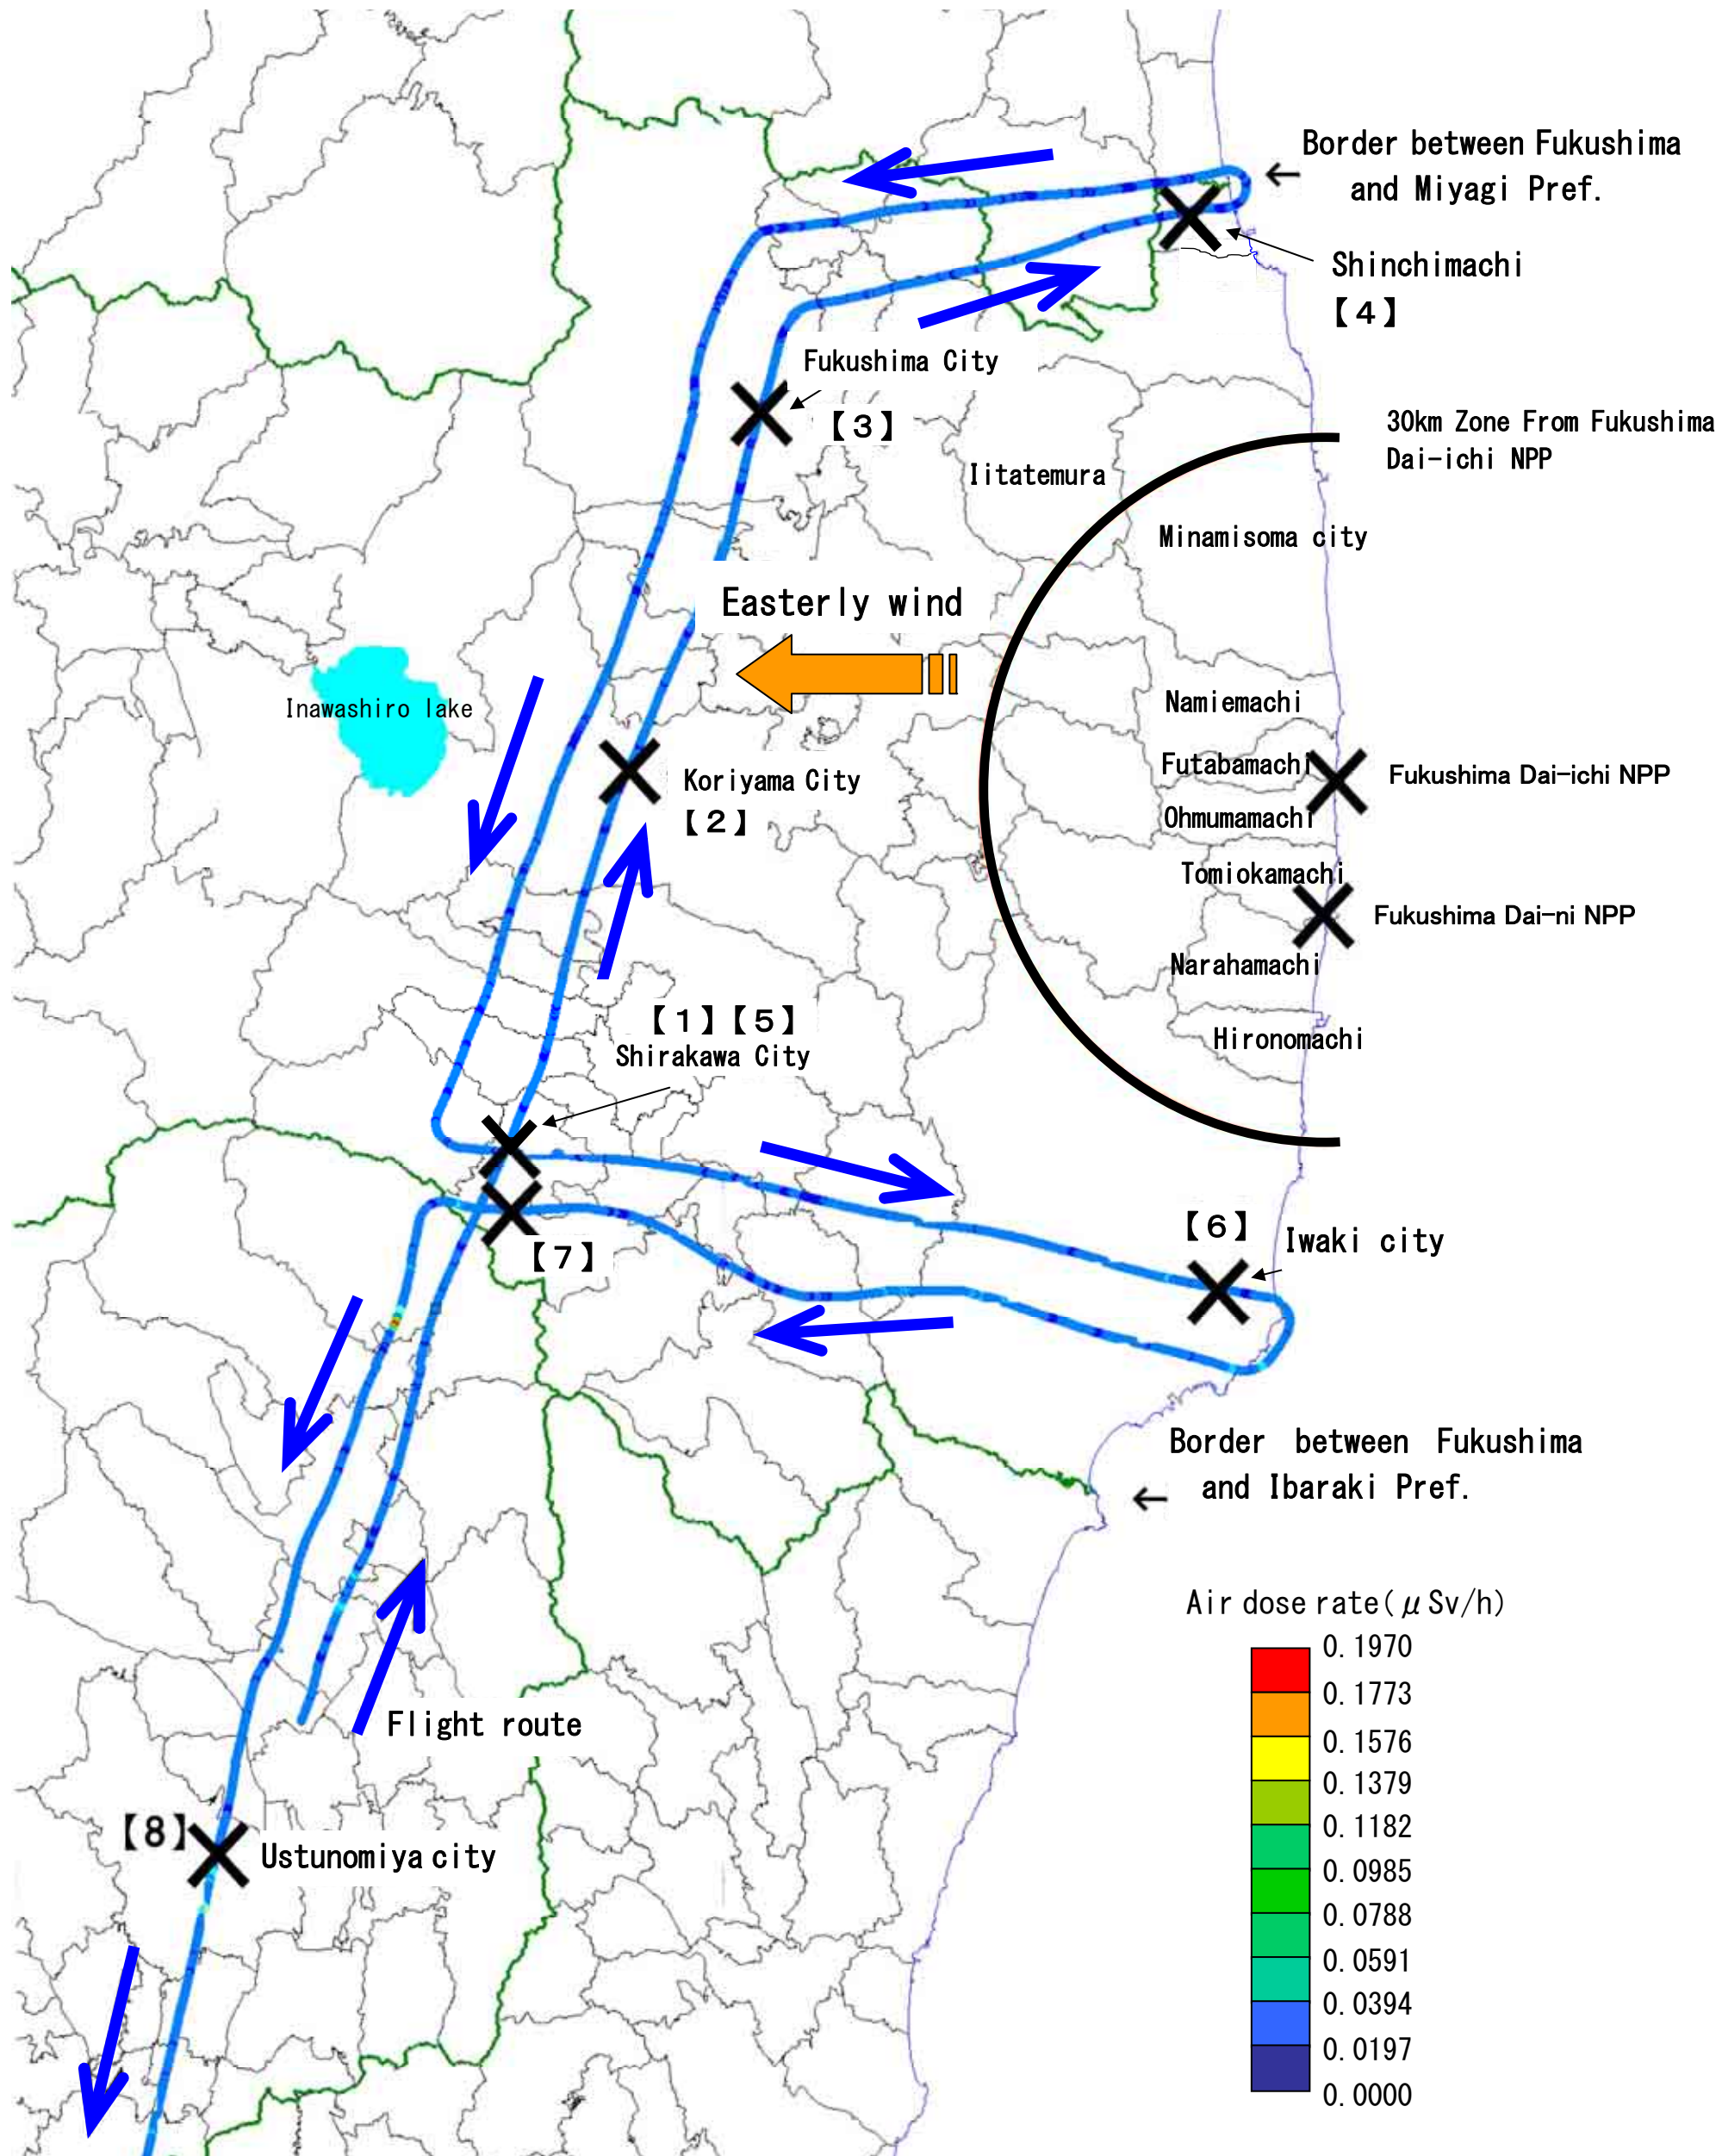 Border between Fukushima
and Miyagi Pref.
←
Shinchimachi
【4】
Fukushima City
【3】
30km Zone From Fukushima
Dai-ichi NPP
Iitatemura
Minamisoma city
Easterly wind
Inawashiro lake
Namiemachi
Futabamachi
Fukushima Dai-ichi NPP
Koriyama City
【2】
Ohmumamachi
Tomiokamachi
Fukushima Dai-ni NPP
Narahamachi
【1】【5】
Shirakawa City
Hironomachi
【6】
Iwaki city
【7】
Border between Fukushima
and Ibaraki Pref.
←
Flight route
【8】
Ustunomiya city
Air dose rate(μSv/h)
0.1970
0.1773
0.1576
0.1379
0.1182
0.0985
0.0788
0.0591
0.0394
0.0197
0.0000